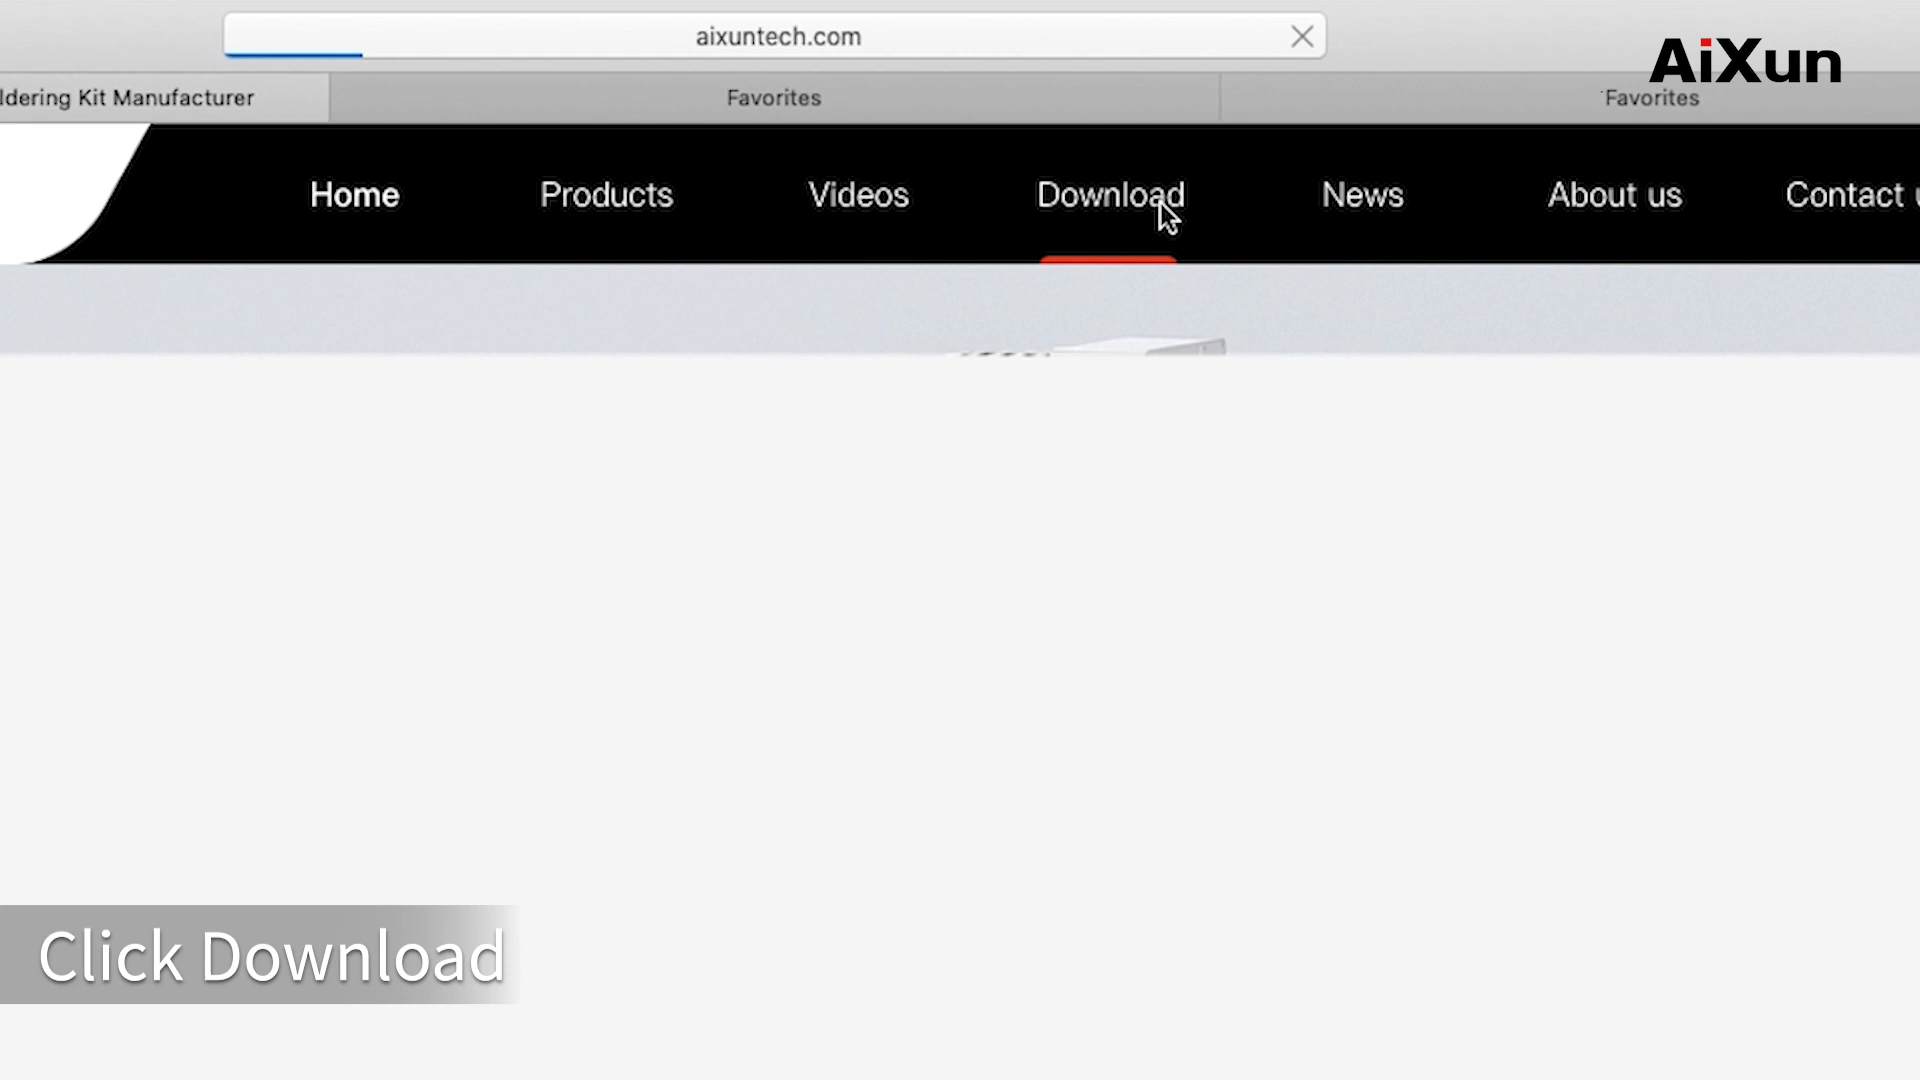 aixuntech.com
AiXun
ldering Kit Manufacturer
Favorites
Favorites
Home
Products
Videos
Download
News
About us
Contact
Click Download